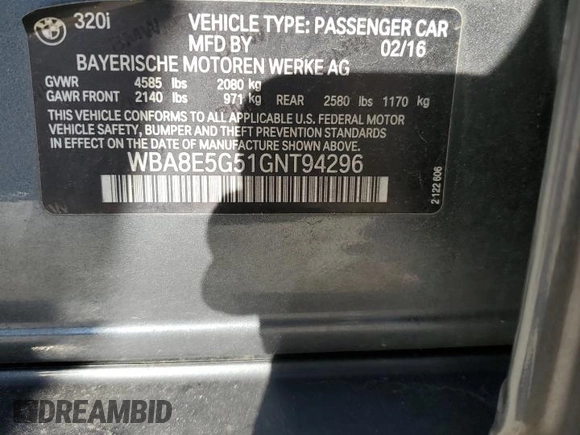 320i VEHICLE TYPE: PASSENGER CAR
MFD BY 02/16
BAYERISCHE MOTOREN WERKE AG
GVWR 4585 lbs 2080 kg
GAWR FRONT 2140 lbs 971 kg REAR 2580 lbs 1170 kg
THIS VEHICLE CONFORMS TO ALL APPLICABLE U.S. FEDERAL MOTOR
VEHICLE SAFETY, BUMPER AND THEFT PREVENTION STANDARDS
IN EFFECT ON THE DATE OF MANUFACTURE SHOWN ABOVE.
WBA8E5G51GNT94296
2 122 606
DREAMBID